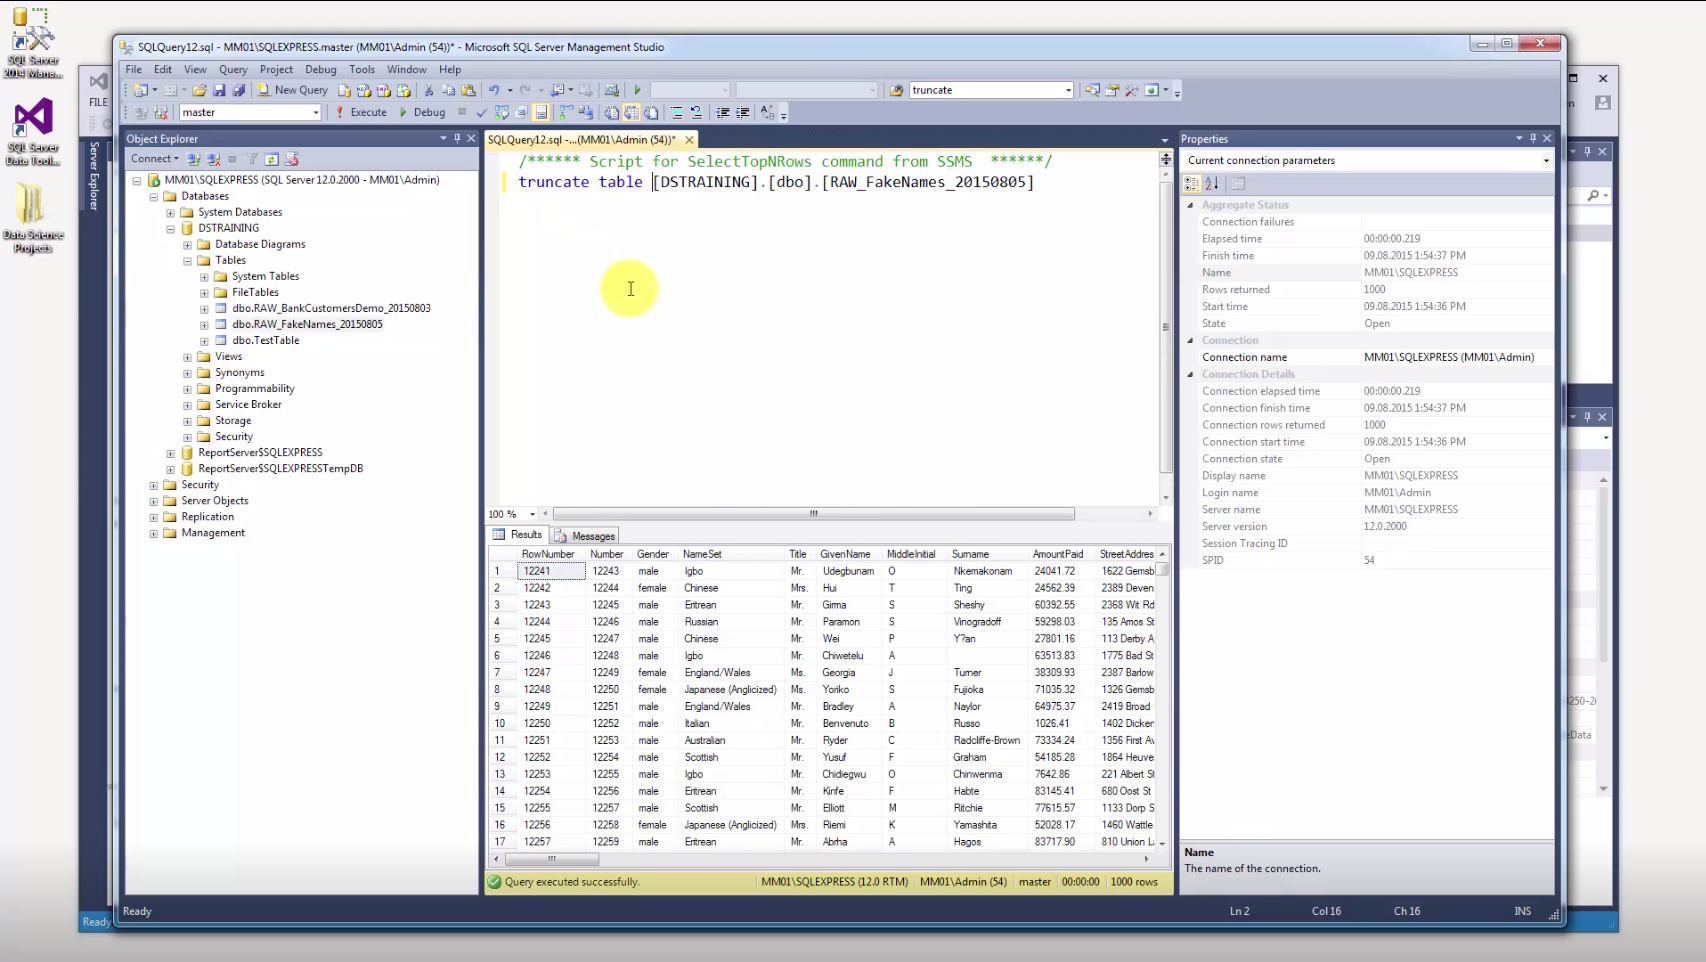 SQL Server
2014 Mana...
SQL Server
Data Tool...
Data Science
Projects
SQLQuery12.sql - MM01\SQLEXPRESS.master (MM01\Admin (54))* - Microsoft SQL Server Management Studio
File Edit View Query Project Debug Tools Window Help
New Query truncate
master Execute Debug
FILE
Server Explorer
Object Explorer
Connect
MM01\SQLEXPRESS (SQL Server 12.0.2000 - MM01\Admin)
Databases
System Databases
DSTRAINING
Database Diagrams
Tables
System Tables
FileTables
dbo.RAW_BankCustomersDemo_20150803
dbo.RAW_FakeNames_20150805
dbo.TestTable
Views
Synonyms
Programmability
Service Broker
Storage
Security
ReportServer$SQLEXPRESS
ReportServer$SQLEXPRESSTempDB
Security
Server Objects
Replication
Management
SQLQuery12.sql -...(MM01\Admin (54))*
/****** Script for SelectTopNRows command from SSMS ******/
truncate table [DSTRAINING].[dbo].[RAW_FakeNames_20150805]
100 %
Results Messages
RowNumber Number Gender NameSet Title GivenName MiddleInitial Surname AmountPaid StreetAddres
1 12241 12243 male Igbo Mr. Udegbunam O Nkemakonam 24041.72 1622 Gemsb
2 12242 12244 female Chinese Mrs. Hui T Ting 24562.39 2389 Deven
3 12243 12245 male Eritrean Mr. Girma S Sheshy 60392.55 2368 Wit Rd
4 12244 12246 male Russian Mr. Paramon S Vinogradoff 59298.03 135 Amos St
5 12245 12247 male Chinese Mr. Wei P Y?an 27801.16 113 Derby A
6 12246 12248 male Igbo Mr. Chiwetelu A 63513.83 1775 Bad St
7 12247 12249 female England/Wales Ms. Georgia J Turner 38309.93 2287 Barlow
8 12248 12250 female Japanese (Anglicized) Ms. Yoriko S Fujioka 71035.32 1326 Gemsb
9 12249 12251 male England/Wales Mr. Bradley A Naylor 64975.37 2419 Broad
10 12250 12252 male Italian Mr. Benvenuto B Russo 1026.41 1402 Dicker
11 12251 12253 male Australian Mr. Ryder C Radcliffe-Brown 73334.24 1356 First Av
12 12252 12254 male Scottish Mr. Yusuf F Graham 54185.28 1864 Heuve
13 12253 12255 male Igbo Mr. Chidiegwu O Chinwenma 7642.86 221 Albert S
14 12254 12256 male Eritrean Mr. Kinfe F Habte 83145.41 680 Oost St
15 12255 12257 male Scottish Mr. Elliott M Ritchie 77615.57 1133 Dorp S
16 12256 12258 female Japanese (Anglicized) Mrs. Riemi K Yamashita 52028.17 1460 Wattle
17 12257 12259 male Eritrean Mr. Abrha A Hagos 83717.90 810 Union L
Query executed successfully. MM01\SQLEXPRESS (12.0 RTM) MM01\Admin (54) master 00:00:00 1000 rows
Properties
Current connection parameters
Aggregate Status
Connection failures
Elapsed time 00:00:00.219
Finish time 09.08.2015 1:54:37 PM
Name MM01\SQLEXPRESS
Rows returned 1000
Start time 09.08.2015 1:54:36 PM
State Open
Connection
Connection name MM01\SQLEXPRESS (MM01\Admin)
Connection Details
Connection elapsed time 00:00:00.219
Connection finish time 09.08.2015 1:54:37 PM
Connection rows returned 1000
Connection start time 09.08.2015 1:54:36 PM
Connection state Open
Display name MM01\SQLEXPRESS
Login name MM01\Admin
Server name MM01\SQLEXPRESS
Server version 12.0.2000
Session Tracing ID
SPID 54
Name
The name of the connection.
Ready Ln 2 Col 16 Ch 16 INS
Ready